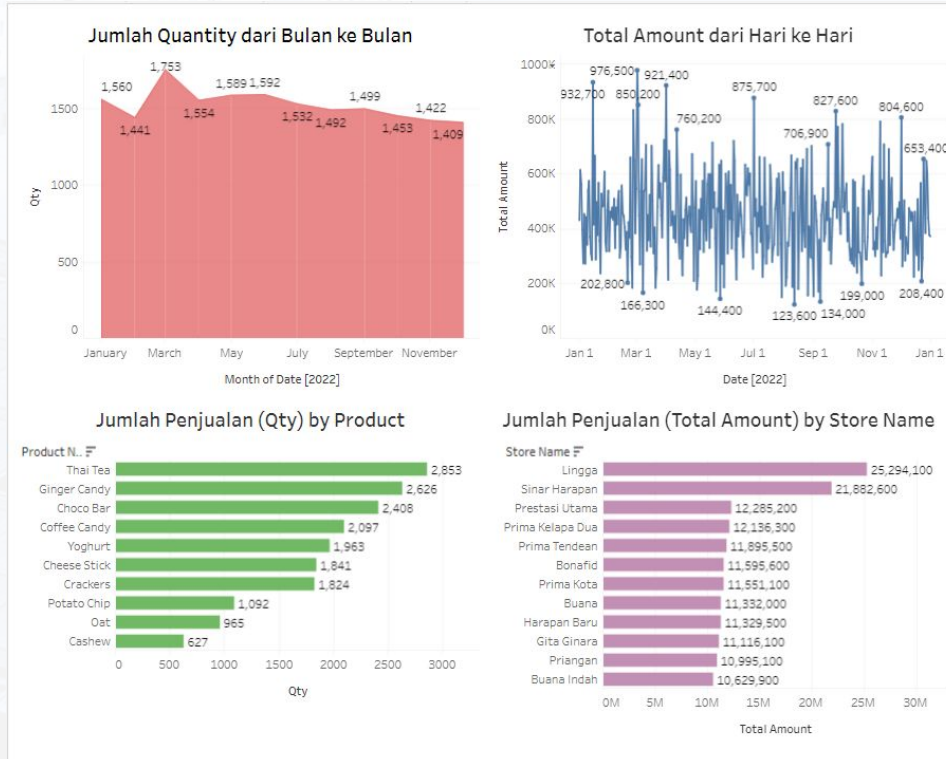 Jumlah Quantity dari Bulan ke Bulan
1,560
1,441
1,753
1,554
1,589
1,592
1,532
1,492
1,499
1,453
1,422
1,409
1500
1000
500
0
Qty
January March May July September November
Month of Date [2022]
Total Amount dari Hari ke Hari
1000K
800K
600K
400K
200K
0K
Total Amount
932,700
976,500
850,200
921,400
760,200
875,700
706,900
827,600
804,600
653,400
202,800
166,300
144,400
123,600
134,000
199,000
208,400
Jan 1 Mar 1 May 1 Jul 1 Sep 1 Nov 1 Jan 1
Date [2022]
Jumlah Penjualan (Qty) by Product
Product N..
Thai Tea 2,853
Ginger Candy 2,626
Choco Bar 2,408
Coffee Candy 2,097
Yoghurt 1,963
Cheese Stick 1,841
Crackers 1,824
Potato Chip 1,092
Oat 965
Cashew 627
0 500 1000 1500 2000 2500 3000
Qty
Jumlah Penjualan (Total Amount) by Store Name
Store Name
Lingga 25,294,100
Sinar Harapan 21,882,600
Prestasi Utama 12,285,200
Prima Kelapa Dua 12,136,300
Prima Tendean 11,895,500
Bonafid 11,595,600
Prima Kota 11,551,100
Buana 11,332,000
Harapan Baru 11,329,500
Gita Ginara 11,116,100
Priangan 10,995,100
Buana Indah 10,629,900
0M 5M 10M 15M 20M 25M 30M
Total Amount